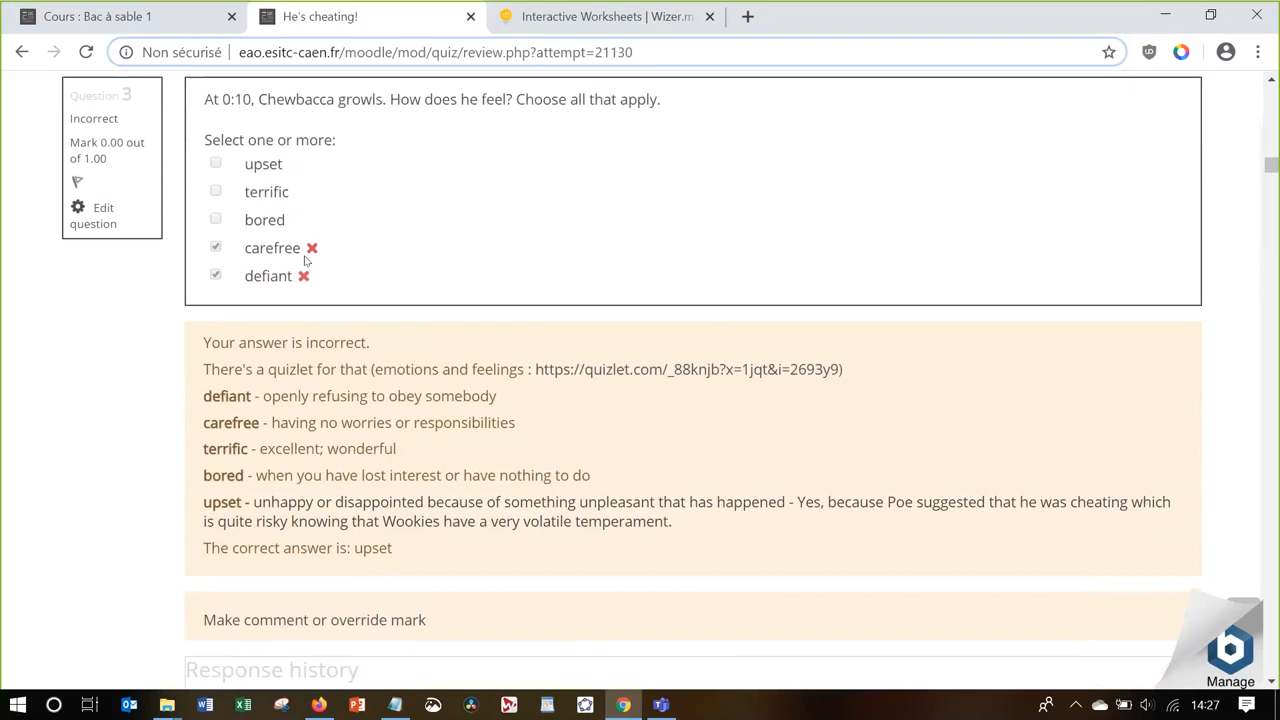 Cours : Bac à sable 1
He's cheating!
Interactive Worksheets | Wizer.m
Non sécurisé
eao.esitc-caen.fr/moodle/mod/quiz/review.php?attempt=21130
Question 3
Incorrect
Mark 0.00 out
of 1.00
Edit
question
At 0:10, Chewbacca growls. How does he feel? Choose all that apply.
Select one or more:
upset
terrific
bored
carefree
defiant
Your answer is incorrect.
There's a quizlet for that (emotions and feelings : https://quizlet.com/_88knjb?x=1jqt&i=2693y9)
defiant - openly refusing to obey somebody
carefree - having no worries or responsibilities
terrific - excellent; wonderful
bored - when you have lost interest or have nothing to do
upset - unhappy or disappointed because of something unpleasant that has happened - Yes, because Poe suggested that he was cheating which
is quite risky knowing that Wookies have a very volatile temperament.
The correct answer is: upset
Make comment or override mark
Response history
Manage
14:27